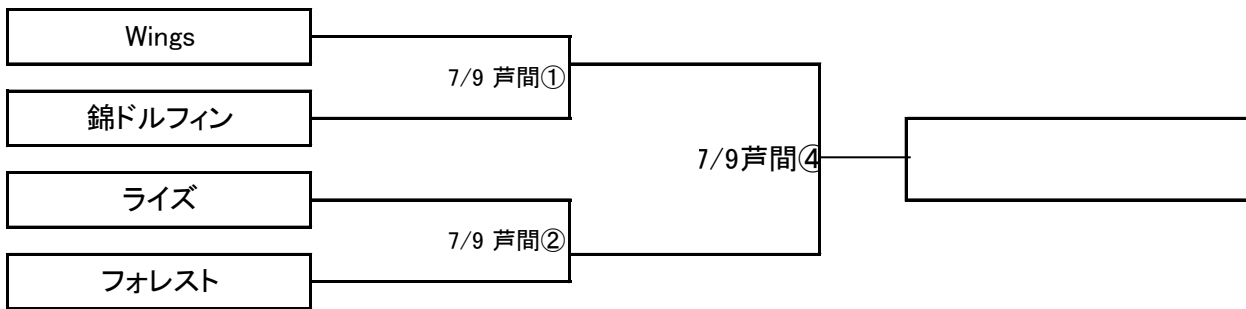 Wings
7/9 芦間①
錦ドルフィン
7/9芦間④
ライズ
7/9 芦間②
フォレスト